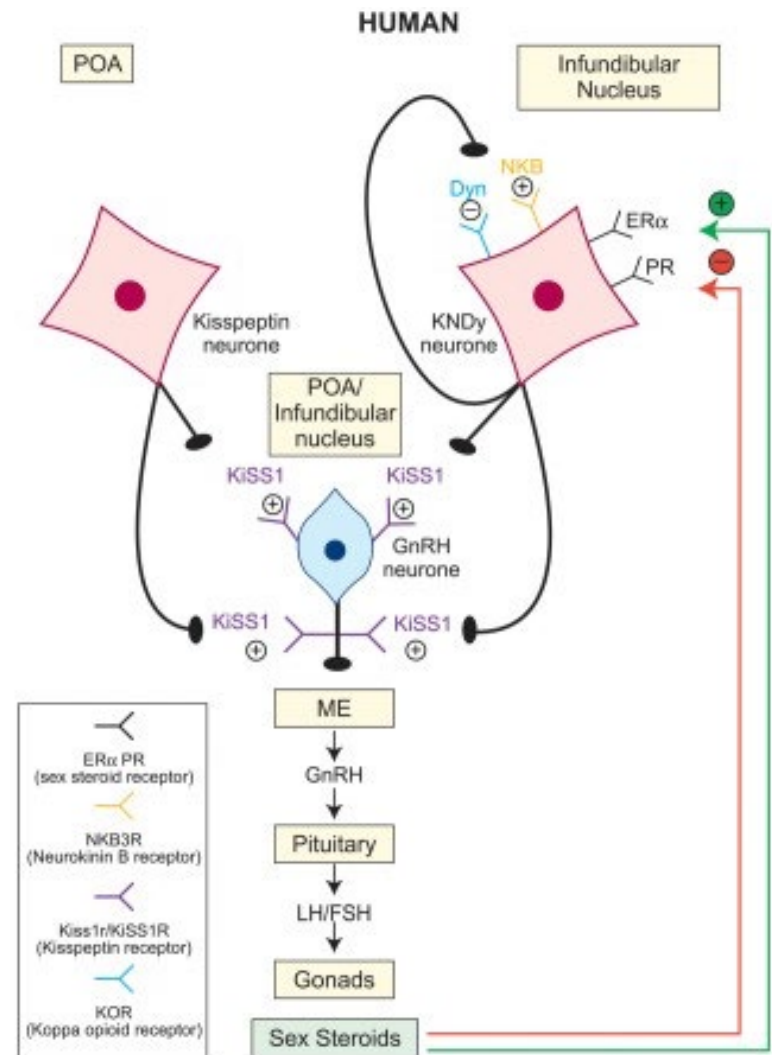 HUMAN
POA
Infundibular
Nucleus
NKB
+
Dyn
−
ERα
+
PR
−
Kisspeptin
neurone
KNDy
neurone
POA/
Infundibular
nucleus
KiSS1
+
KiSS1
+
GnRH
neurone
KiSS1
+
KiSS1
+
ME
GnRH
Pituitary
LH/FSH
Gonads
Sex Steroids
ERα PR
(sex steroid receptor)
NKB3R
(Neurokinin B receptor)
Kiss1r/KiSS1R
(Kisspeptin receptor)
KOR
(Koppa opioid receptor)